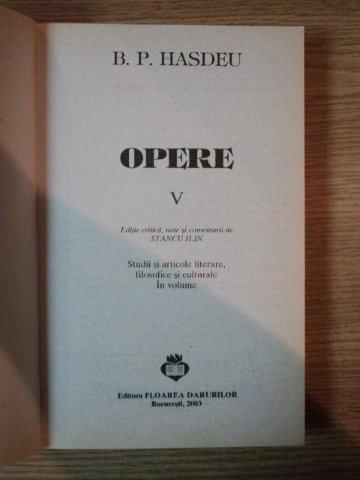 B. P. HASDEU
OPERE
V
Ediție critică, note și comentarii de
STANCU ILIN
Studii și articole literare,
filosofice și culturale
În volume
Editura FLOAREA DARURILOR
București, 2003